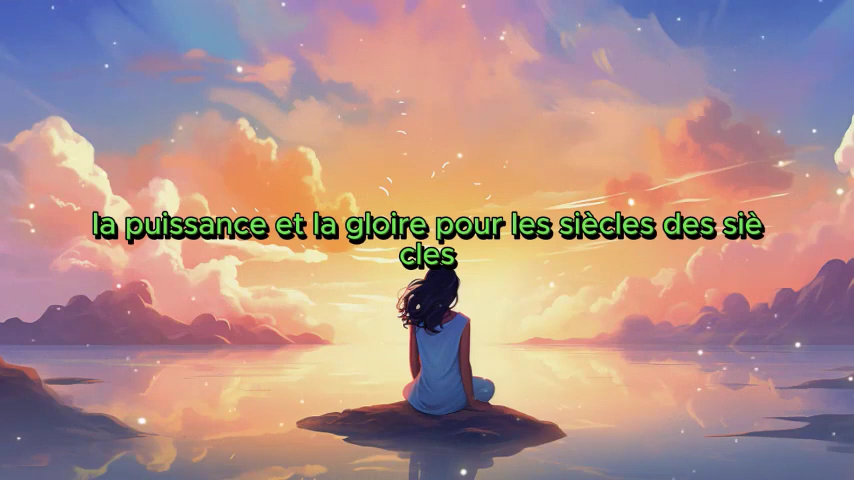 la puissance et la gloire pour les siècles des siè
cles